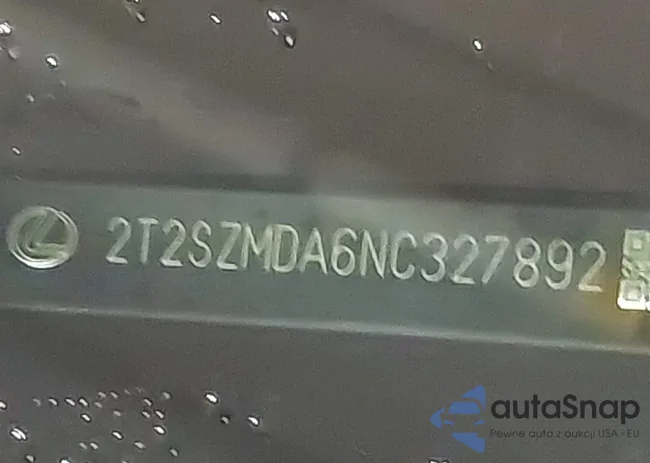 2T2SZMDA6NC327892
autaSnap
Pewne auta z aukcji USA i EU